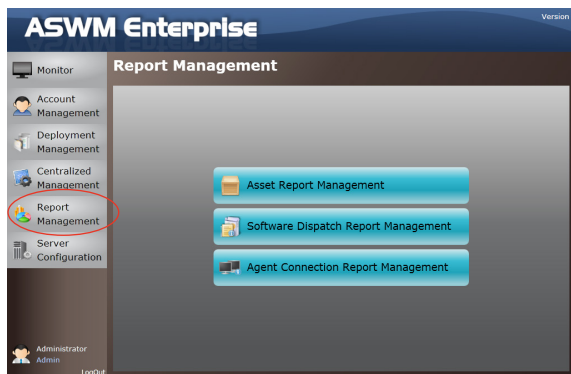 ASWM Enterprise
Version
Monitor
Report Management
Account
Management
Deployment
Management
Centralized
Management
Report
Management
Server
Configuration
Asset Report Management
Software Dispatch Report Management
Agent Connection Report Management
Administrator
Admin
LogOut